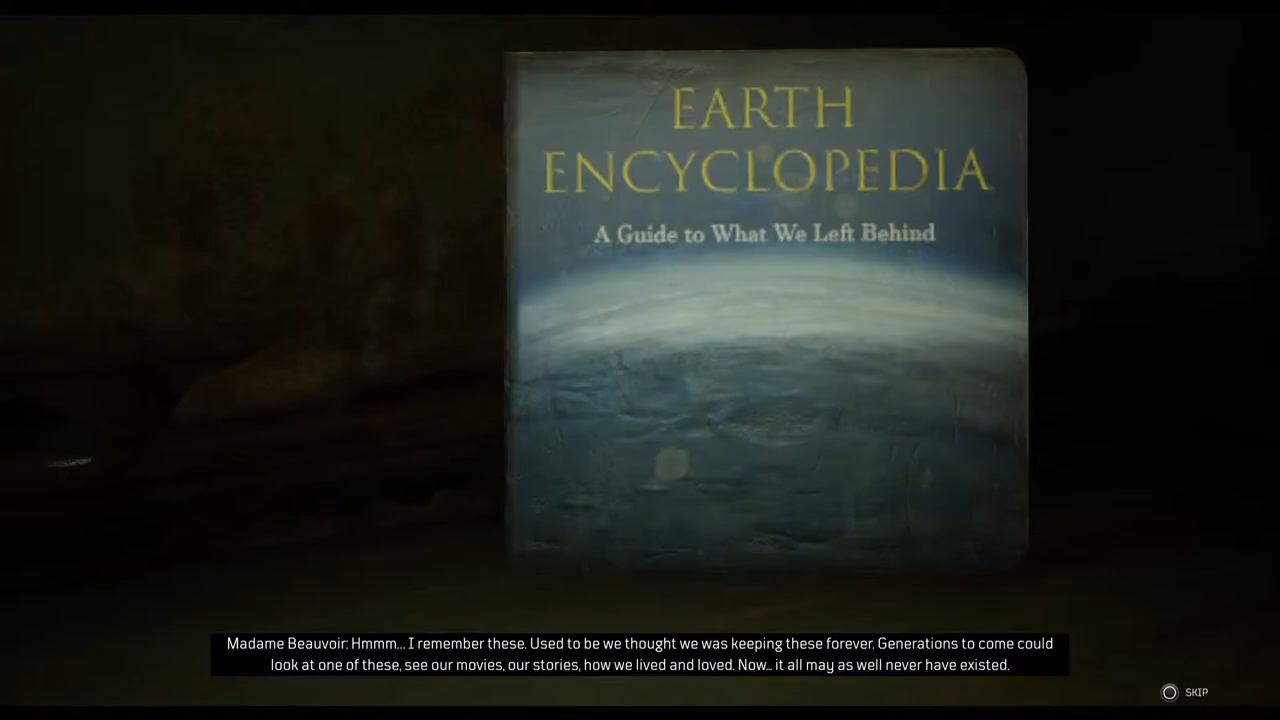 EARTH
ENCYCLOPEDIA
A Guide to What We Left Behind
Madame Beauvoir: Hmmm... I remember these. Used to be we thought we was keeping these forever. Generations to come could
look at one of these, see our movies, our stories, how we lived and loved. Now... it all may as well never have existed.
SKIP